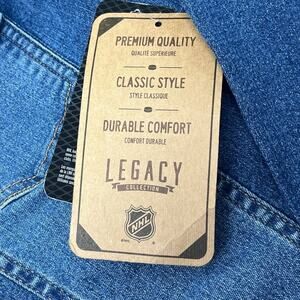 PREMIUM QUALITY
QUALITÉ SUPÉRIEURE
CLASSIC STYLE
STYLE CLASSIQUE
DURABLE COMFORT
CONFORT DURABLE
LEGACY
COLLECTION
NHL